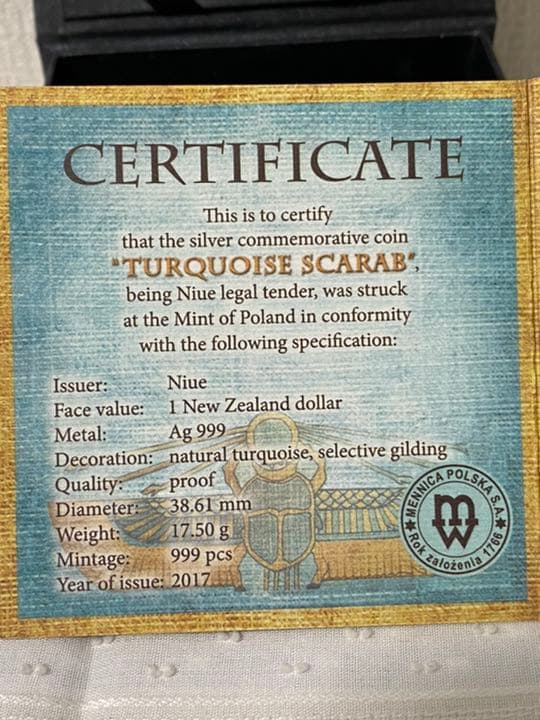 CERTIFICATE
This is to certify
that the silver commemorative coin
"TURQUOISE SCARAB",
being Niue legal tender, was struck
at the Mint of Poland in conformity
with the following specification:
Issuer: Niue
Face value: 1 New Zealand dollar
Metal: Ag 999
Decoration: natural turquoise, selective gilding
Quality: proof
Diameter: 38.61 mm
Weight: 17.50 g
Mintage: 999 pcs
Year of issue: 2017
MENNICA POLSKA S.A.
mw
Rok założenia 1766